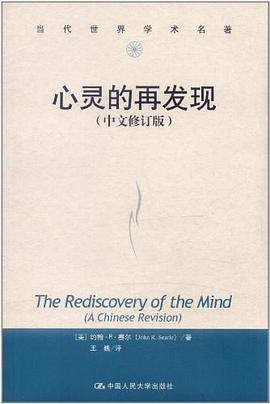 当代世界学术名著
心灵的再发现
（中文修订版）
The Rediscovery of the Mind
(A Chinese Revision)
［美］约翰·R·塞尔（John R. Searle）／著
王巍／译
中国人民大学出版社